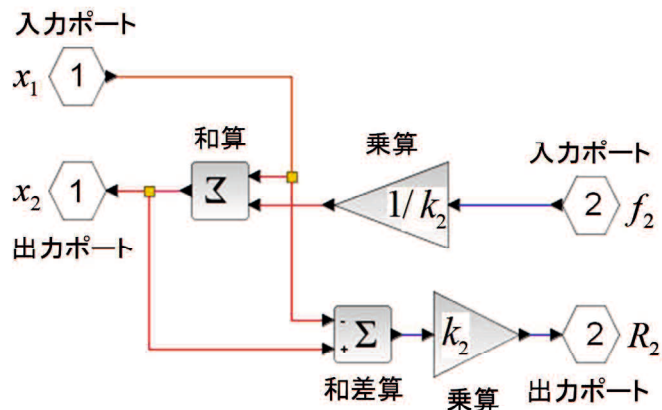 入力ポート
x₁ 1
和算
乗算
入力ポート
x₂ 1
Σ
1/k₂
2 f₂
出力ポート
-
+
Σ
k₂
2 R₂
和差算
乗算
出力ポート